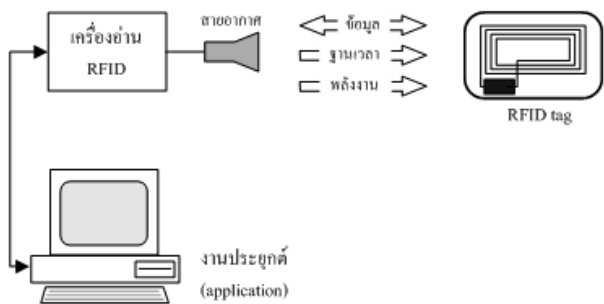 เครื่องอ่าน
RFID
สายอากาศ
ข้อมูล
ฐานเวลา
พลังงาน
RFID tag
งานประยุกต์
(application)